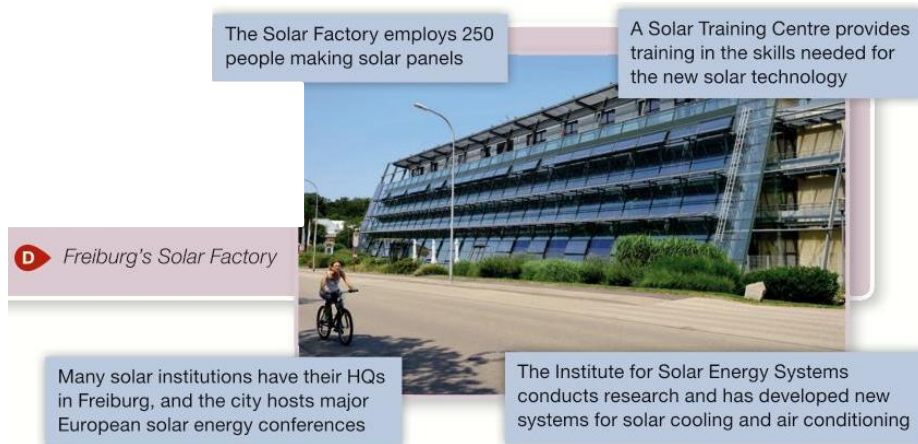 The Solar Factory employs 250
people making solar panels
A Solar Training Centre provides
training in the skills needed for
the new solar technology
D Freiburg's Solar Factory
Many solar institutions have their HQs
in Freiburg, and the city hosts major
European solar energy conferences
The Institute for Solar Energy Systems
conducts research and has developed new
systems for solar cooling and air conditioning